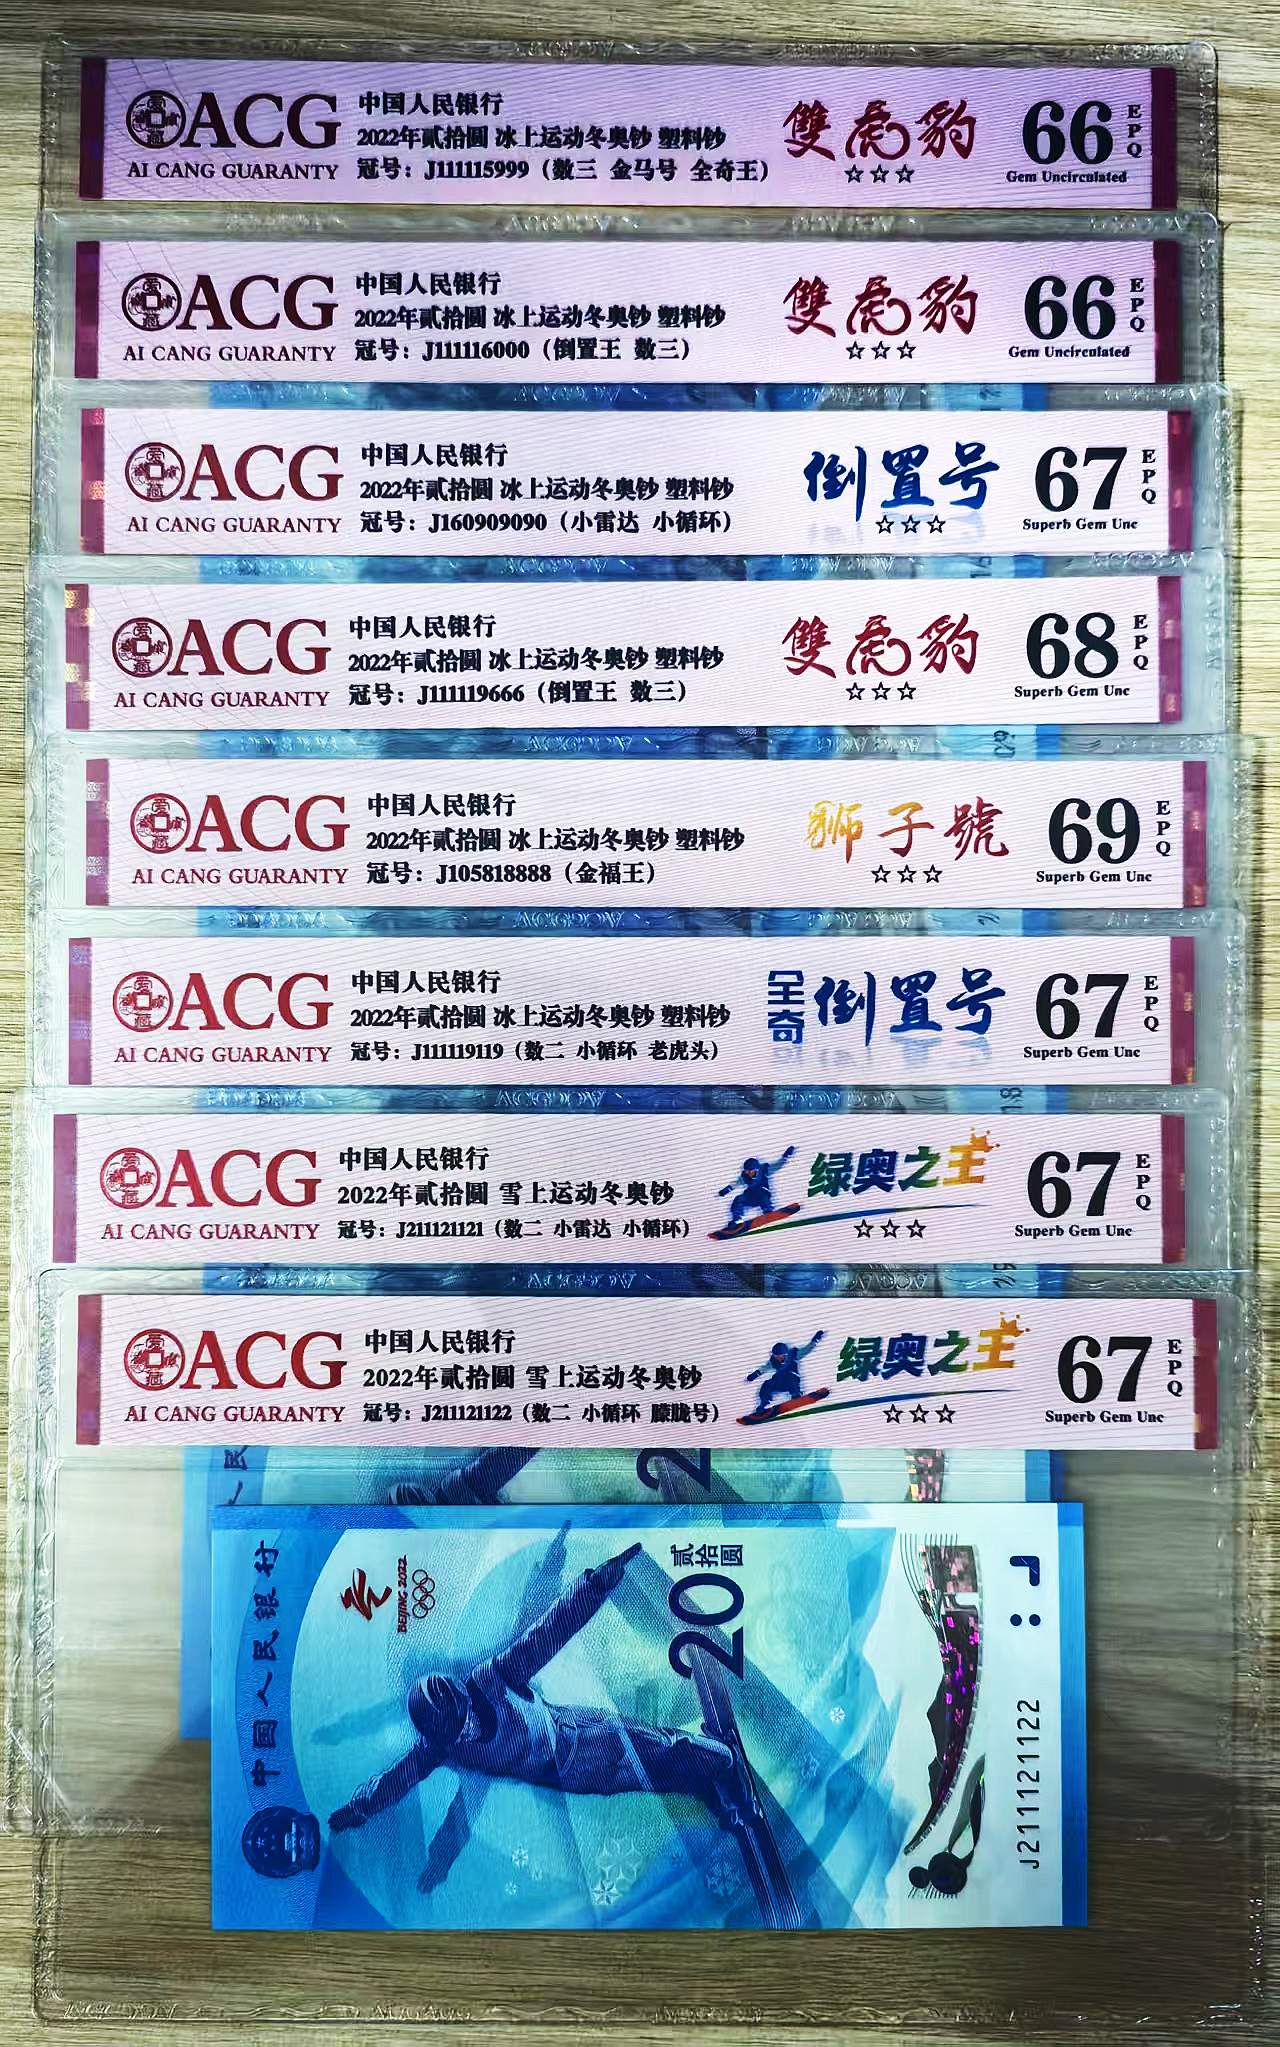 ACG
AI CANG GUARANTY
中国人民银行
2022年贰拾圆 冰上运动冬奥钞 塑料钞
冠号：J111115999（数三 金马号 全奇王）
雙虎豹
☆☆☆
66
EPQ
Gem Uncirculated
ACG
AI CANG GUARANTY
中国人民银行
2022年贰拾圆 冰上运动冬奥钞 塑料钞
冠号：J111116000（倒置王 数三）
雙虎豹
☆☆☆
66
EPQ
Gem Uncirculated
ACG
AI CANG GUARANTY
中国人民银行
2022年贰拾圆 冰上运动冬奥钞 塑料钞
冠号：J160909090（小雷达 小循环）
倒置号
☆☆☆
67
EPQ
Superb Gem Unc
ACG
AI CANG GUARANTY
中国人民银行
2022年贰拾圆 冰上运动冬奥钞 塑料钞
冠号：J111119666（倒置王 数三）
雙虎豹
☆☆☆
68
EPQ
Superb Gem Unc
ACG
AI CANG GUARANTY
中国人民银行
2022年贰拾圆 冰上运动冬奥钞 塑料钞
冠号：J105818888（金福王）
狮子號
☆☆☆
69
EPQ
Superb Gem Unc
ACG
AI CANG GUARANTY
中国人民银行
2022年贰拾圆 冰上运动冬奥钞 塑料钞
冠号：J111119119（数二 小循环 老虎头）
全奇
倒置号
67
EPQ
Superb Gem Unc
ACG
AI CANG GUARANTY
中国人民银行
2022年贰拾圆 雪上运动冬奥钞
冠号：J211121121（数二 小雷达 小循环）
绿奥之王
☆☆☆
67
EPQ
Superb Gem Unc
ACG
AI CANG GUARANTY
中国人民银行
2022年贰拾圆 雪上运动冬奥钞
冠号：J211121122（数二 小循环 朦胧号）
绿奥之王
☆☆☆
67
EPQ
Superb Gem Unc
中国人民银行
BEIJING 2022
20
贰拾圆
J211121122